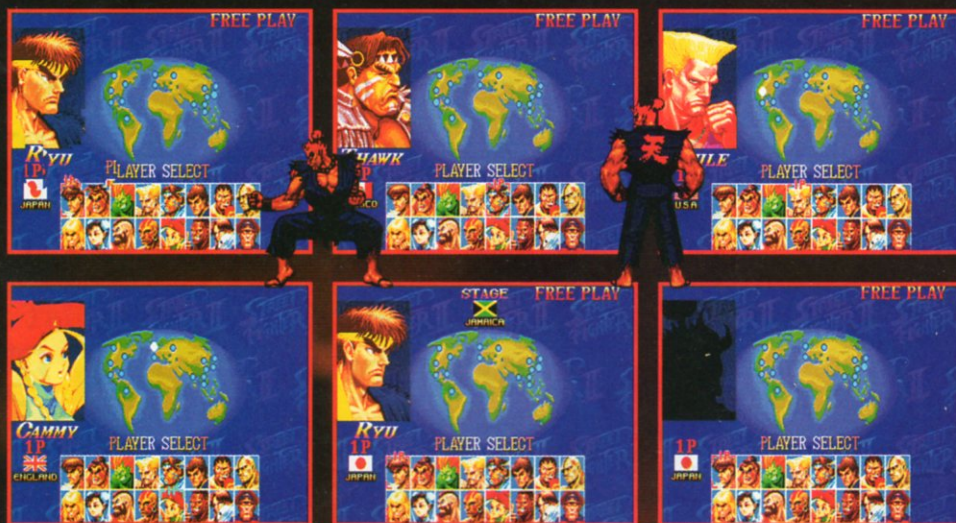 FREE PLAY
RYU
1P
JAPAN
PLAYER SELECT
FREE PLAY
T.HAWK
PLAYER SELECT
FREE PLAY
USA
PLAYER SELECT
天
CAMMY
1P
ENGLAND
PLAYER SELECT
STAGE
JAMAICA
FREE PLAY
RYU
1P
JAPAN
PLAYER SELECT
FREE PLAY
1P
JAPAN
PLAYER SELECT